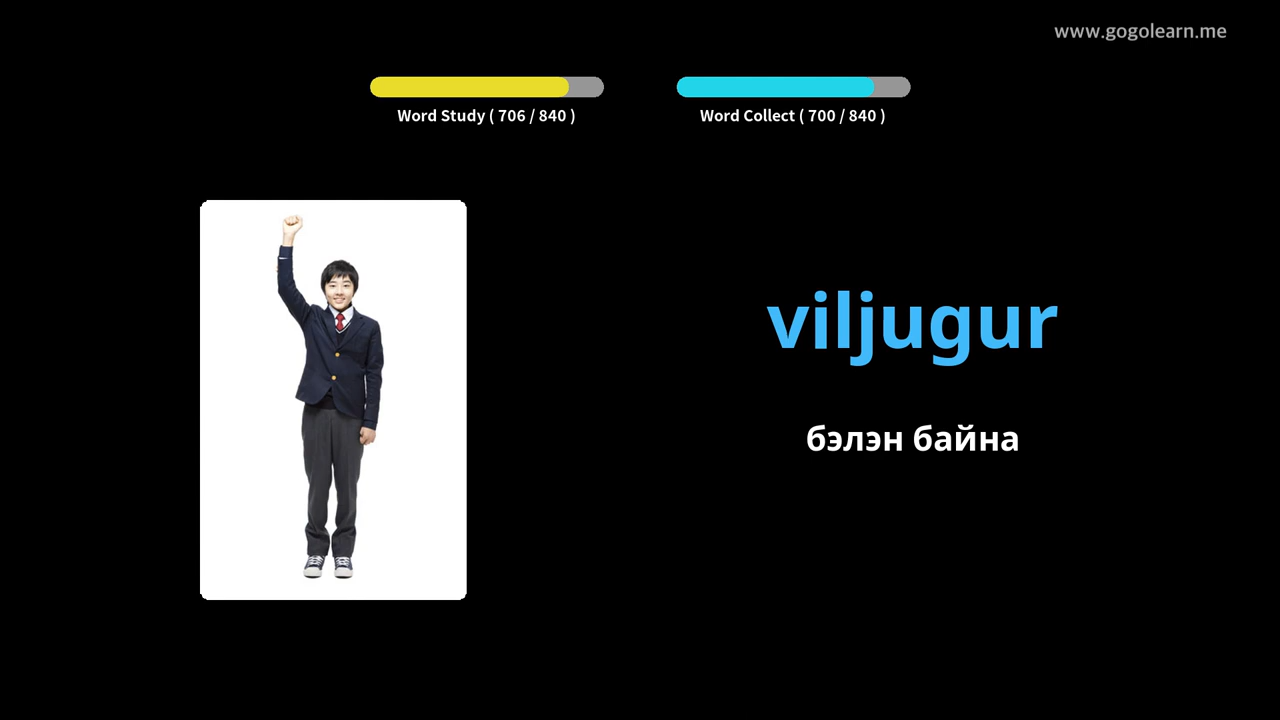 www.gogolearn.me
Word Study ( 706 / 840 )
Word Collect ( 700 / 840 )
viljugur
бэлэн байна